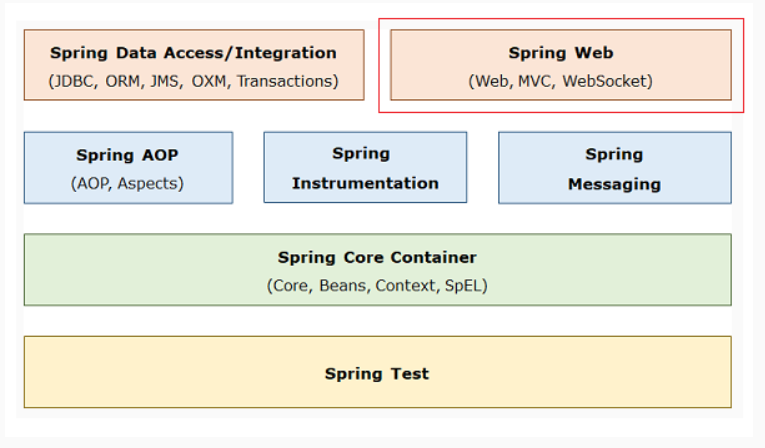 Spring Data Access/Integration
(JDBC, ORM, JMS, OXM, Transactions)
Spring Web
(Web, MVC, WebSocket)
Spring AOP
(AOP, Aspects)
Spring
Instrumentation
Spring
Messaging
Spring Core Container
(Core, Beans, Context, SpEL)
Spring Test